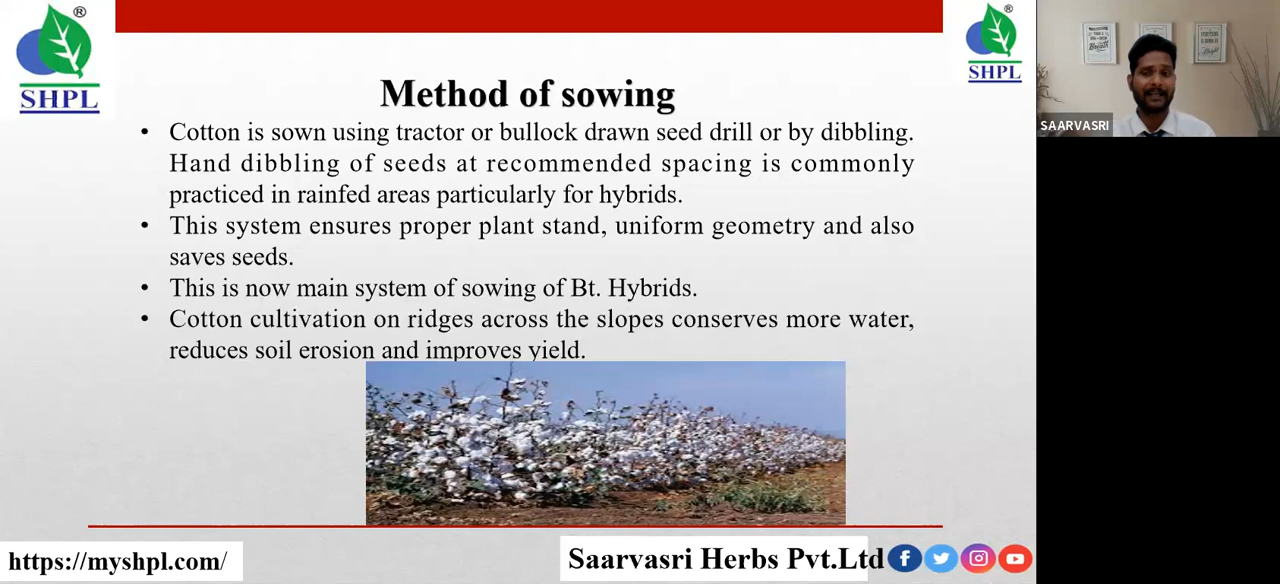 ®
SHPL
®
SHPL
SAARVASRI
Method of sowing
• Cotton is sown using tractor or bullock drawn seed drill or by dibbling.
Hand dibbling of seeds at recommended spacing is commonly
practiced in rainfed areas particularly for hybrids.
• This system ensures proper plant stand, uniform geometry and also
saves seeds.
• This is now main system of sowing of Bt. Hybrids.
• Cotton cultivation on ridges across the slopes conserves more water,
reduces soil erosion and improves yield.
https://myshpl.com/
Saarvasri Herbs Pvt.Ltd